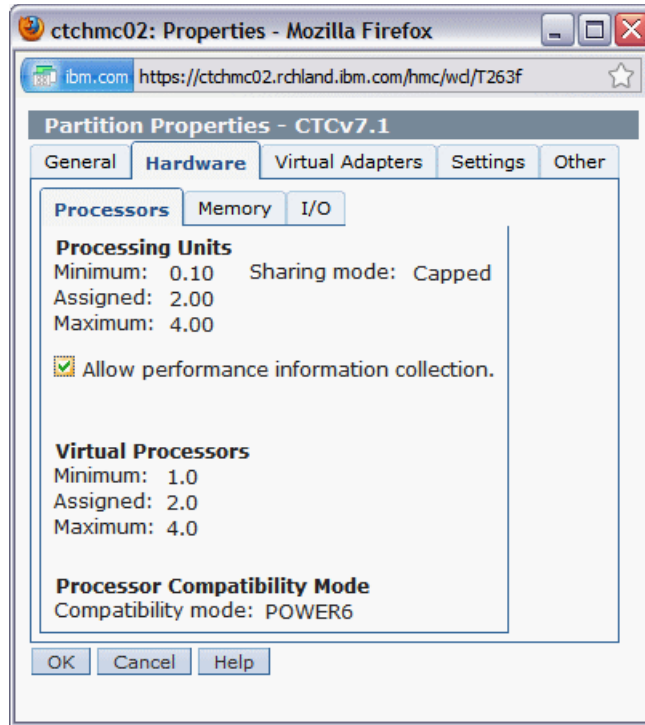 ctchmc02: Properties - Mozilla Firefox
ibm.com https://ctchmc02.rchland.ibm.com/hmc/wcl/T263f
Partition Properties - CTCv7.1
General Hardware Virtual Adapters Settings Other
Processors Memory I/O
Processing Units
Minimum: 0.10 Sharing mode: Capped
Assigned: 2.00
Maximum: 4.00
Allow performance information collection.
Virtual Processors
Minimum: 1.0
Assigned: 2.0
Maximum: 4.0
Processor Compatibility Mode
Compatibility mode: POWER6
OK Cancel Help